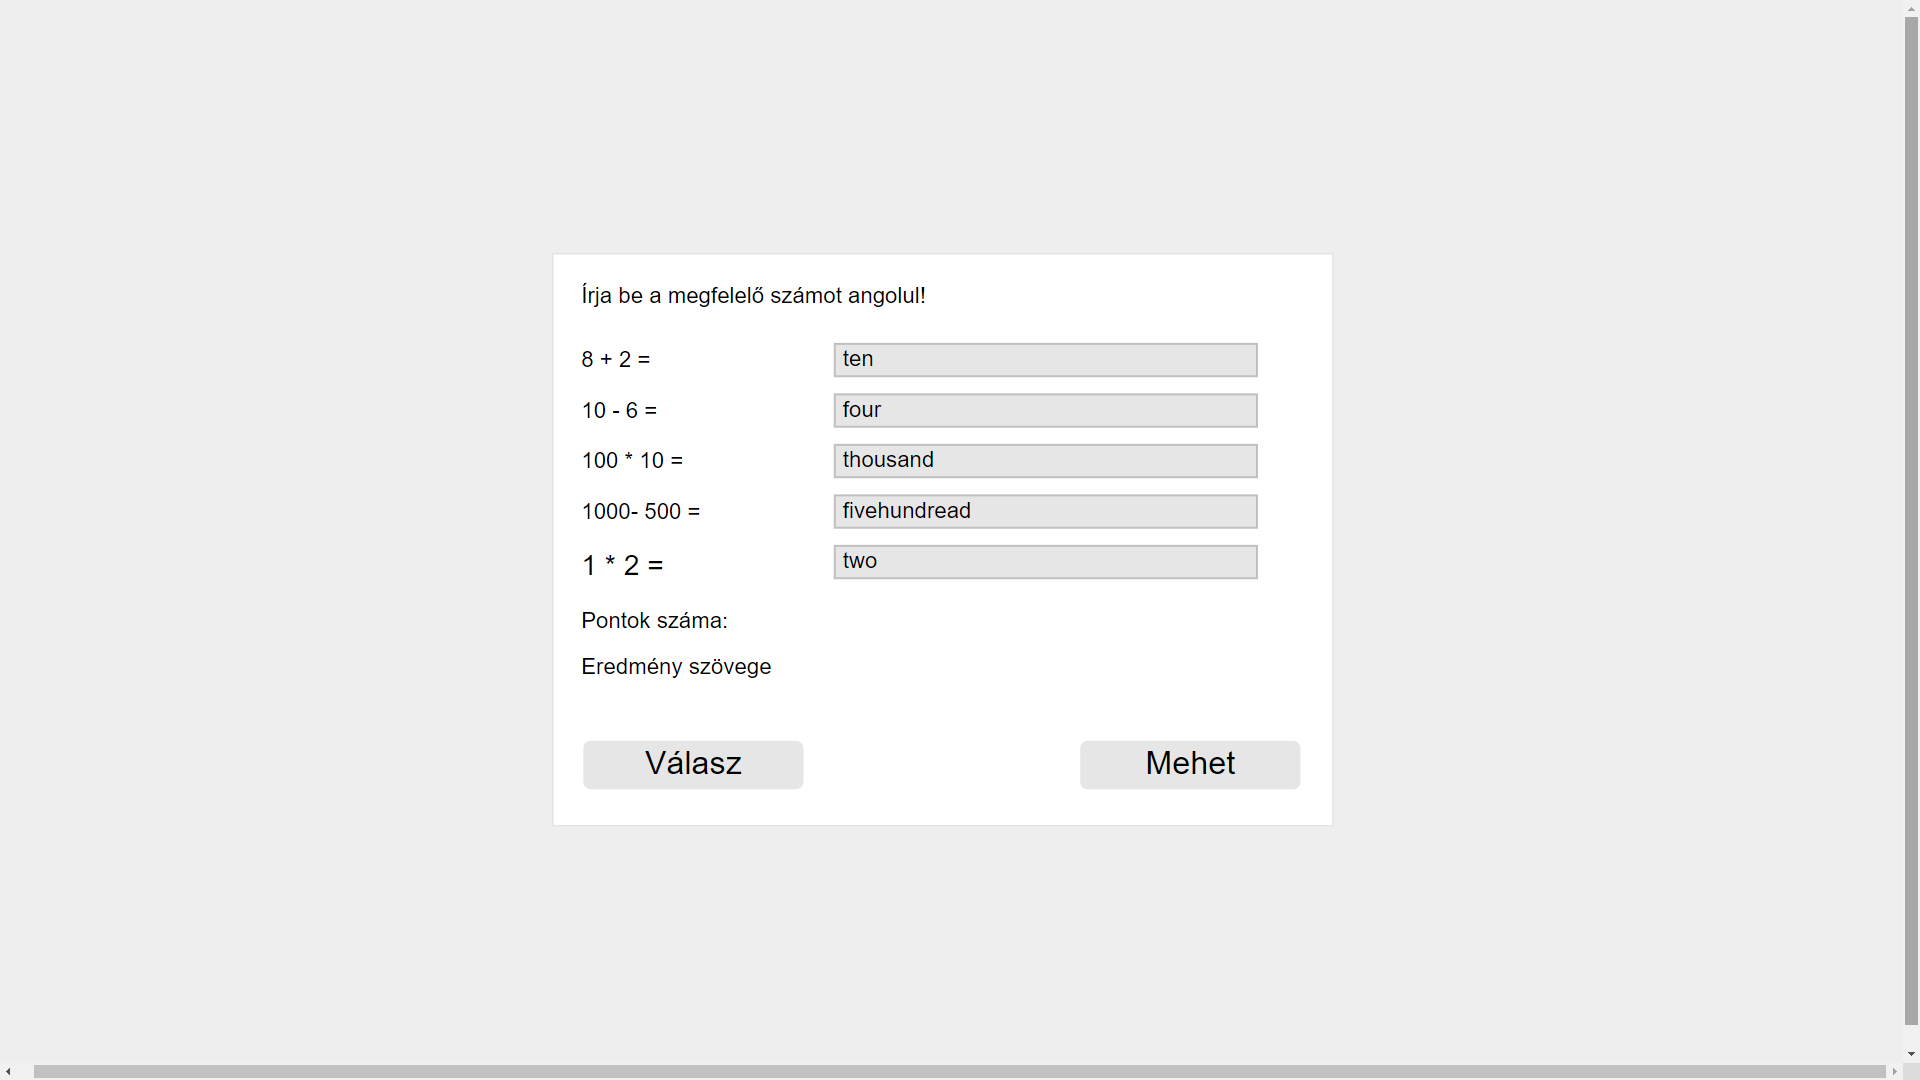 Írja be a megfelelő számot angolul!
8 + 2 = ten
10 - 6 = four
100 * 10 = thousand
1000- 500 = fivehundread
1 * 2 = two
Pontok száma:
Eredmény szövege
Válasz Mehet